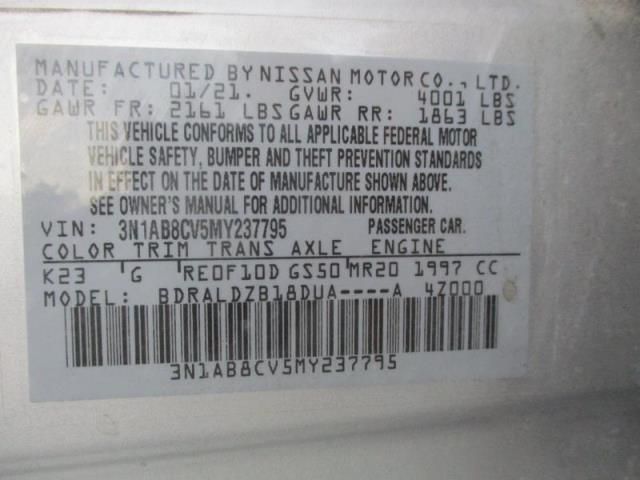 MANUFACTURED BY NISSAN MOTOR CO., LTD.
DATE: 01/21. GVWR: 4001 LBS
GAWR FR: 2161 LBS GAWR RR: 1863 LBS
THIS VEHICLE CONFORMS TO ALL APPLICABLE FEDERAL MOTOR
VEHICLE SAFETY, BUMPER AND THEFT PREVENTION STANDARDS
IN EFFECT ON THE DATE OF MANUFACTURE SHOWN ABOVE.
SEE OWNER'S MANUAL FOR ADDITIONAL INFORMATION.
VIN: 3N1AB8CV5MY237795 PASSENGER CAR.
COLOR TRIM TRANS AXLE ENGINE
K23 G RE0F10D GS50 MR20 1997 CC
MODEL: BDRALDZB18DUA----A 4Z000
3N1AB8CV5MY237795